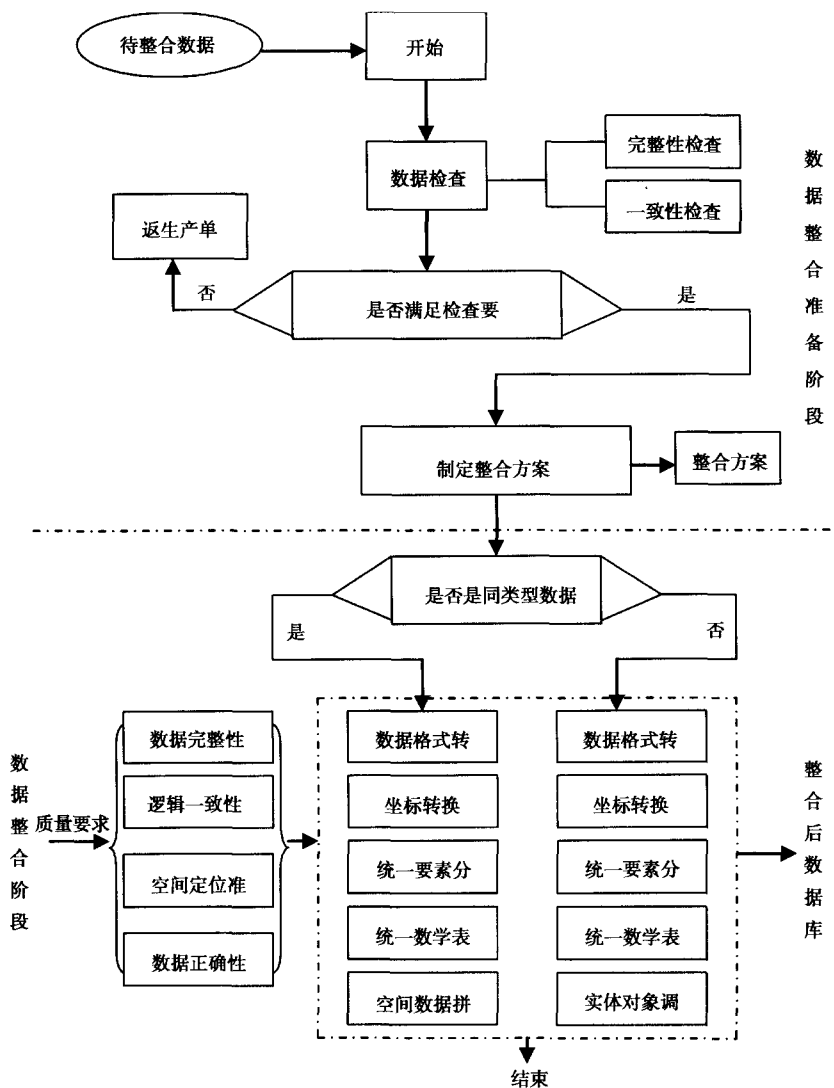 待整合数据
开始
数据检查
完整性检查
一致性检查
数据整合准备阶段
返生产单
否
是否满足检查要
是
制定整合方案
整合方案
是否是同类型数据
是
否
数据整合阶段
质量要求
数据完整性
逻辑一致性
空间定位准
数据正确性
数据格式转
坐标转换
统一要素分
统一数学表
空间数据拼
数据格式转
坐标转换
统一要素分
统一数学表
实体对象调
整合后数据库
结束